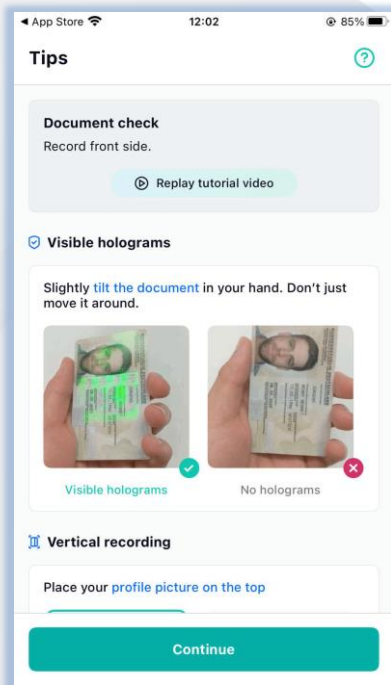 App Store
12:02
85%
Tips
?
Document check
Record front side.
Replay tutorial video
Visible holograms
Slightly tilt the document in your hand. Don’t just
move it around.
Visible holograms
No holograms
Vertical recording
Place your profile picture on the top
Continue